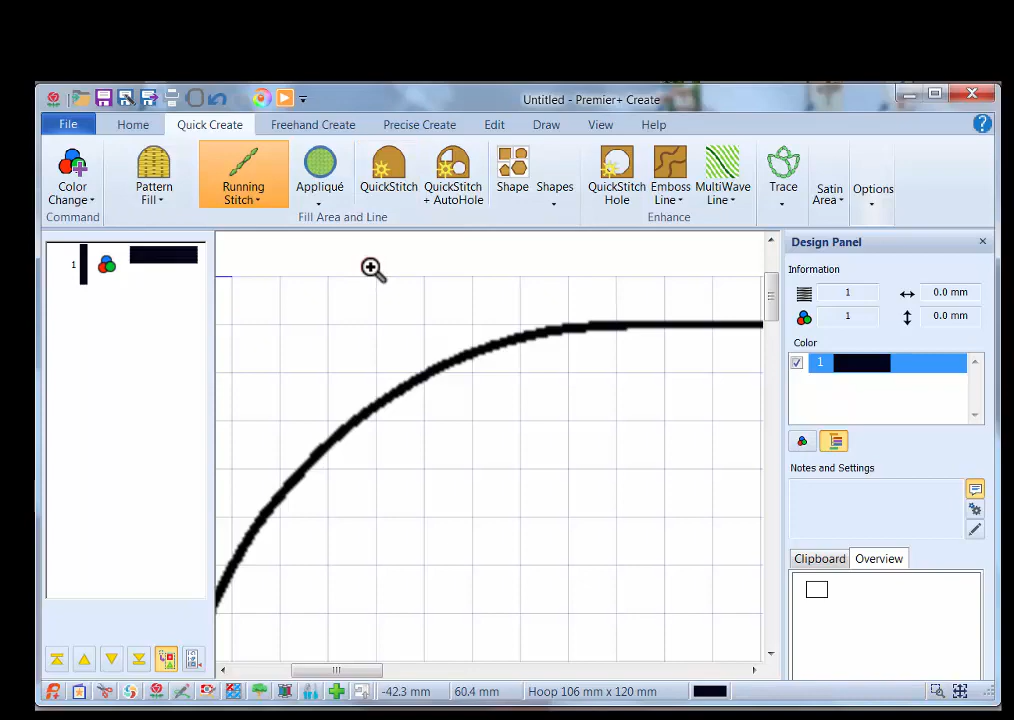 Untitled - Premier+ Create
File Home Quick Create Freehand Create Precise Create Edit Draw View Help
Color Change
Pattern Fill
Running Stitch
Appliqué
QuickStitch
QuickStitch + AutoHole
Shape
Shapes
QuickStitch Hole
Emboss Line
MultiWave Line
Trace
Satin Area
Options
Command Fill Area and Line Enhance
1
Design Panel
Information
1 0.0 mm
1 0.0 mm
Color
1
Notes and Settings
Clipboard Overview
-42.3 mm 60.4 mm Hoop 106 mm x 120 mm